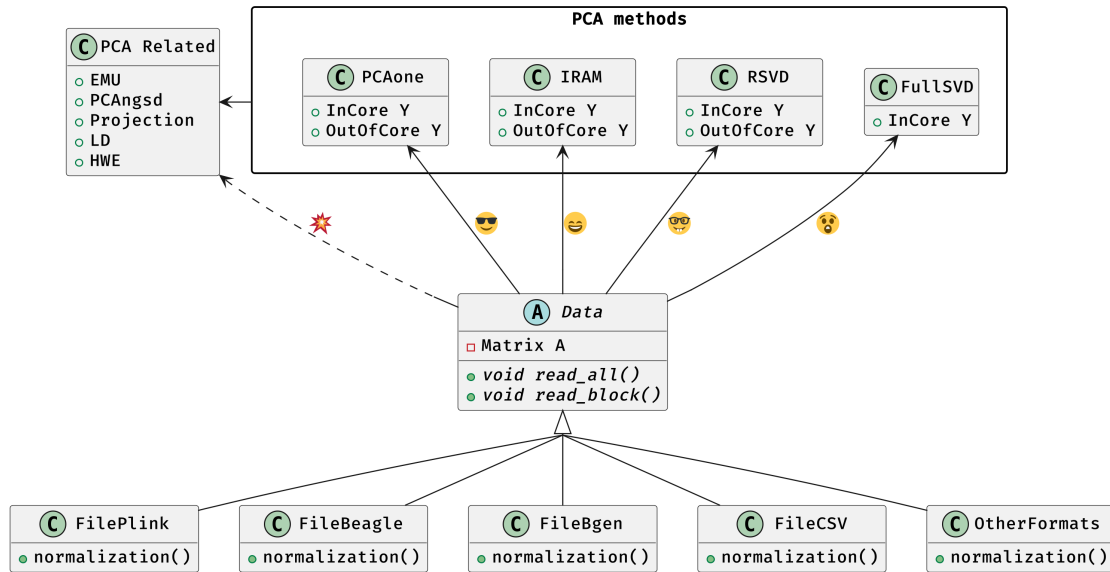 PCA methods
C PCA Related
EMU
PCAngsd
Projection
LD
HWE
C PCAone
InCore Y
OutOfCore Y
C IRAM
InCore Y
OutOfCore Y
C RSVD
InCore Y
OutOfCore Y
C FullSVD
InCore Y
A Data
Matrix A
void read_all()
void read_block()
C FilePlink
normalization()
C FileBeagle
normalization()
C FileBgen
normalization()
C FileCSV
normalization()
C OtherFormats
normalization()